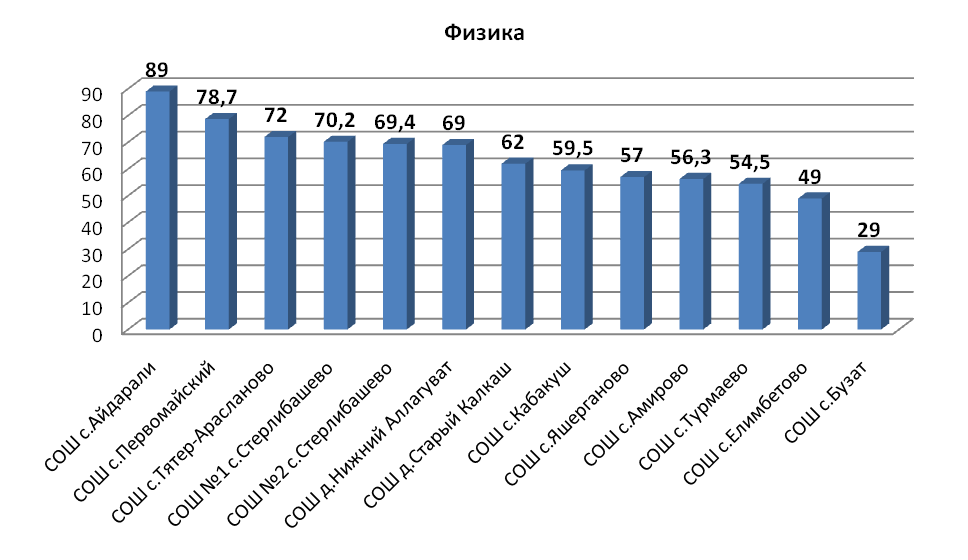 Физика
89
78,7
72
70,2
69,4
69
62
59,5
57
56,3
54,5
49
29
90
80
70
60
50
40
30
20
10
0
СОШ с.Айдарали
СОШ с.Первомайский
СОШ с.Тятер-Арасланово
СОШ №1 с.Стерлибашево
СОШ №2 с.Стерлибашево
СОШ д.Нижний Аллагуват
СОШ д.Старый Калкаш
СОШ с.Кабакуш
СОШ с.Яшерганово
СОШ с.Амирово
СОШ с.Турмаево
СОШ с.Елимбетово
СОШ с.Бузат